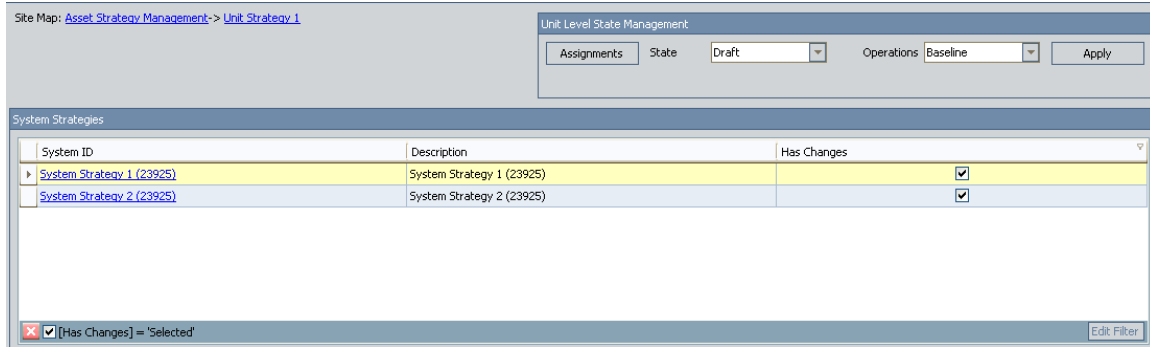 Site Map: Asset Strategy Management-> Unit Strategy 1
Unit Level State Management
Assignments State Draft Operations Baseline Apply
System Strategies
System ID Description Has Changes
System Strategy 1 (23925) System Strategy 1 (23925)
System Strategy 2 (23925) System Strategy 2 (23925)
[Has Changes] = 'Selected' Edit Filter